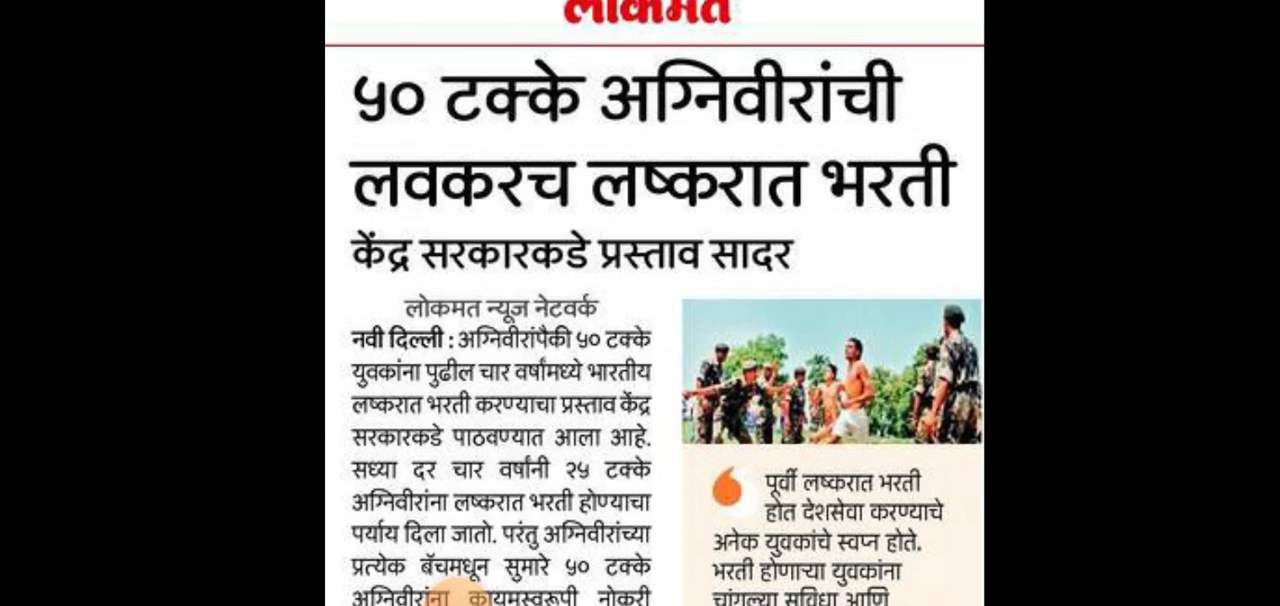 लोकमत
५० टक्के अग्निवीरांची
लवकरच लष्करात भरती
केंद्र सरकारकडे प्रस्ताव सादर
लोकमत न्यूज नेटवर्क
नवी दिल्ली : अग्निवीरांपैकी ५० टक्के
युवकांना पुढील चार वर्षांमध्ये भारतीय
लष्करात भरती करण्याचा प्रस्ताव केंद्र
सरकारकडे पाठवण्यात आला आहे.
सध्या दर चार वर्षांनी २५ टक्के
अग्निवीरांना लष्करात भरती होण्याचा
पर्याय दिला जातो. परंतु अग्निवीरांच्या
प्रत्येक बॅचमधून सुमारे ५० टक्के
अग्निवीरांना कायमस्वरूपी नोकरी
पूर्वी लष्करात भरती
होत देशसेवा करण्याचे
अनेक युवकांचे स्वप्न होते.
भरती होणाऱ्या युवकांना
चांगल्या सुविधा आणि